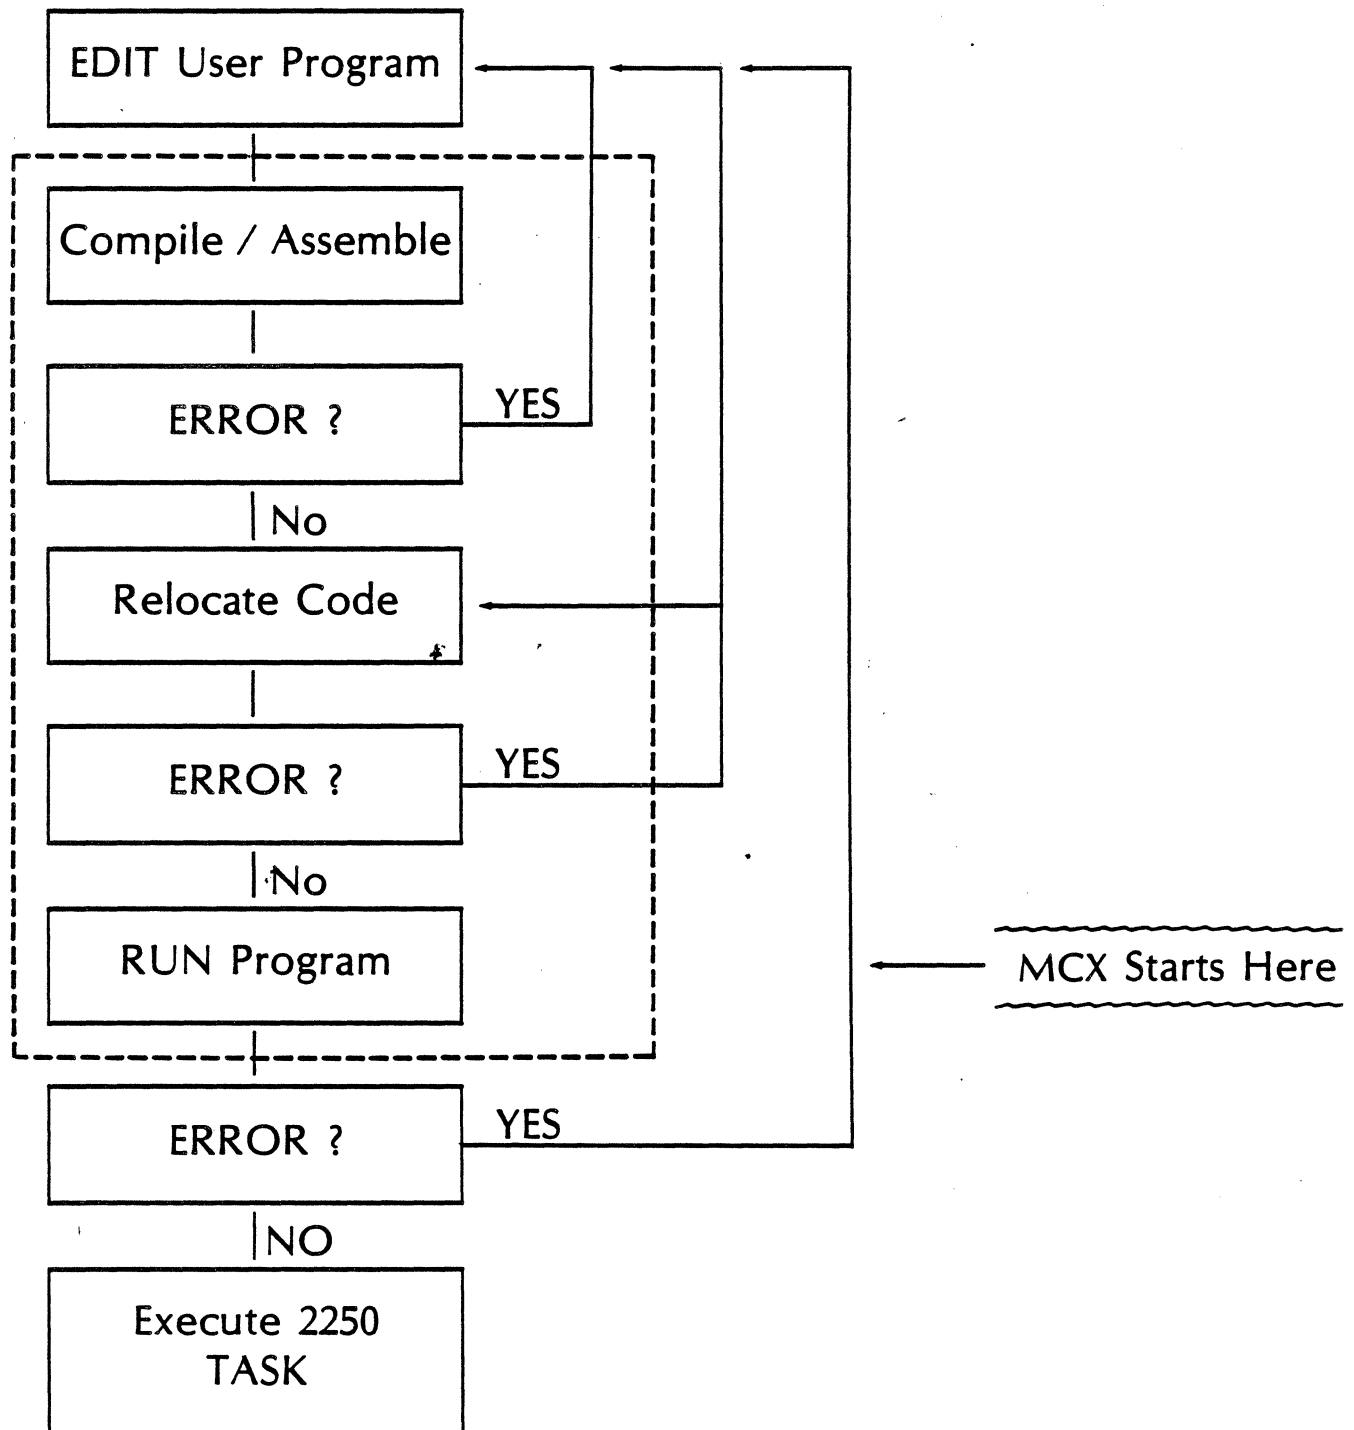 EDIT User Program
Compile / Assemble
ERROR ?
YES
No
Relocate Code
ERROR ?
YES
No
RUN Program
MCX Starts Here
ERROR ?
YES
NO
Execute 2250
TASK